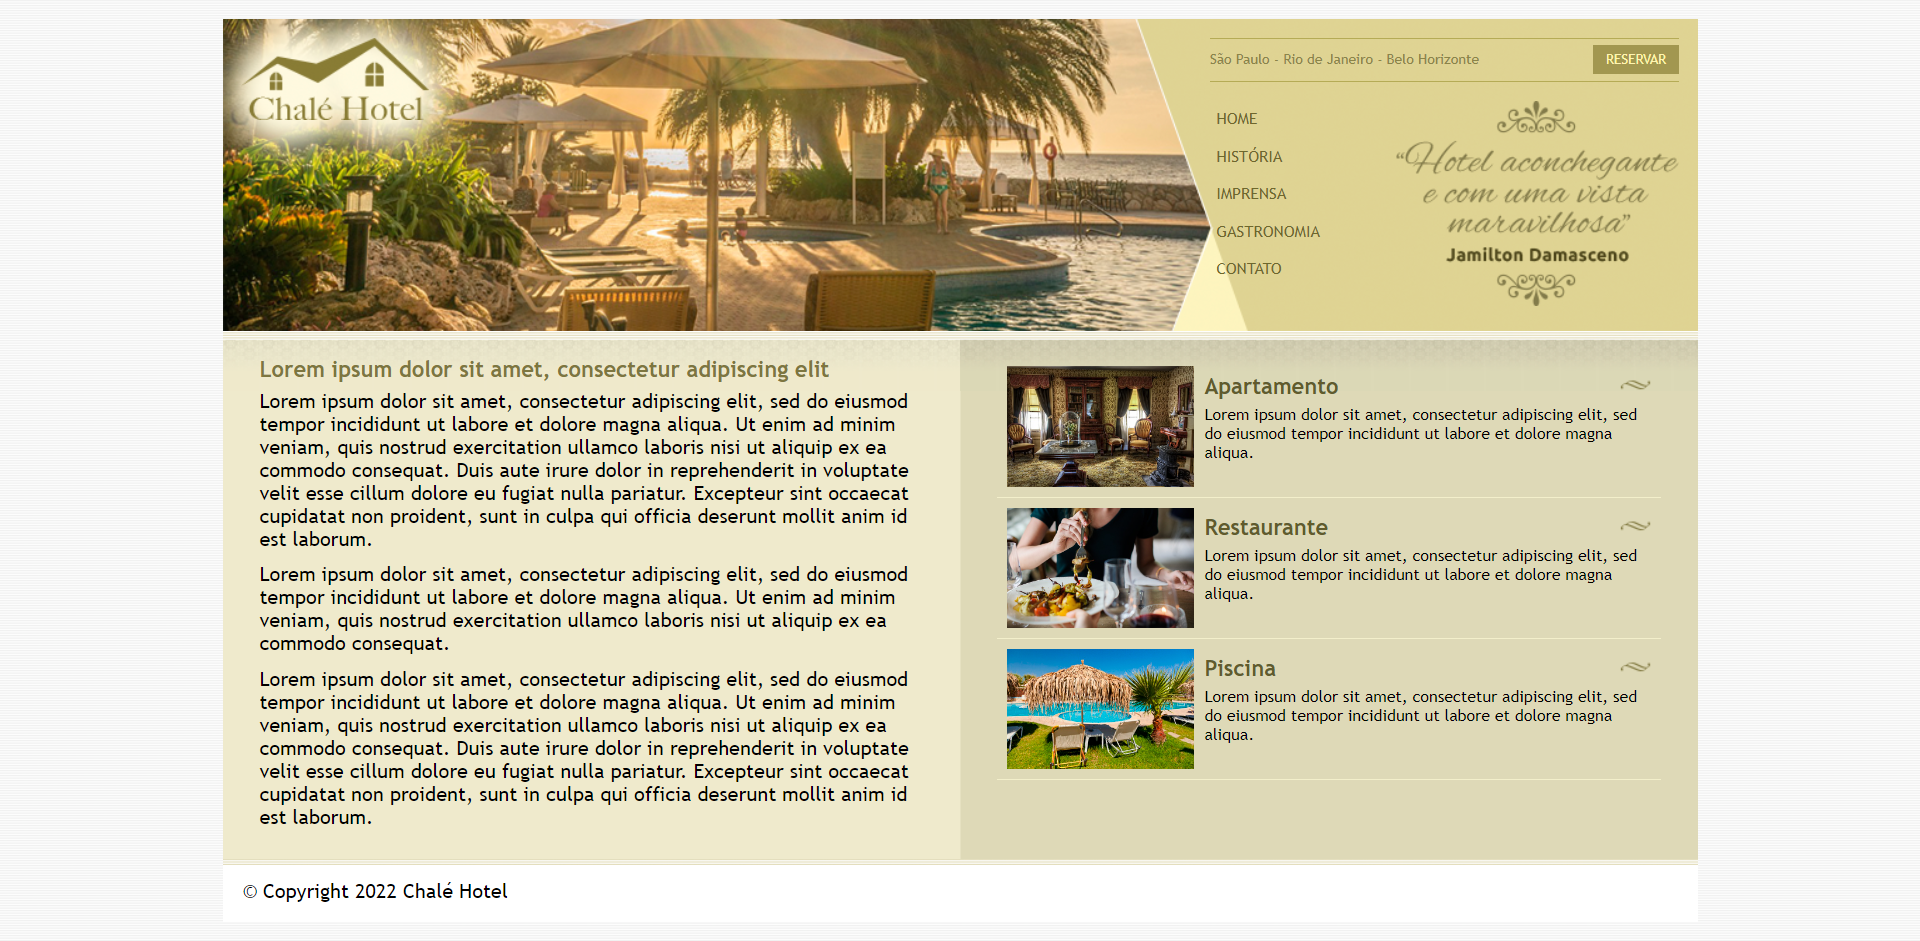 Chalé Hotel
São Paulo - Rio de Janeiro - Belo Horizonte
RESERVAR
HOME
HISTÓRIA
IMPRENSA
GASTRONOMIA
CONTATO
“Hotel aconchegante
e com uma vista
maravilhosa”
Jamilton Damasceno
Lorem ipsum dolor sit amet, consectetur adipiscing elit
Lorem ipsum dolor sit amet, consectetur adipiscing elit, sed do eiusmod
tempor incididunt ut labore et dolore magna aliqua. Ut enim ad minim
veniam, quis nostrud exercitation ullamco laboris nisi ut aliquip ex ea
commodo consequat. Duis aute irure dolor in reprehenderit in voluptate
velit esse cillum dolore eu fugiat nulla pariatur. Excepteur sint occaecat
cupidatat non proident, sunt in culpa qui officia deserunt mollit anim id
est laborum.
Lorem ipsum dolor sit amet, consectetur adipiscing elit, sed do eiusmod
tempor incididunt ut labore et dolore magna aliqua. Ut enim ad minim
veniam, quis nostrud exercitation ullamco laboris nisi ut aliquip ex ea
commodo consequat.
Lorem ipsum dolor sit amet, consectetur adipiscing elit, sed do eiusmod
tempor incididunt ut labore et dolore magna aliqua. Ut enim ad minim
veniam, quis nostrud exercitation ullamco laboris nisi ut aliquip ex ea
commodo consequat. Duis aute irure dolor in reprehenderit in voluptate
velit esse cillum dolore eu fugiat nulla pariatur. Excepteur sint occaecat
cupidatat non proident, sunt in culpa qui officia deserunt mollit anim id
est laborum.
Apartamento
Lorem ipsum dolor sit amet, consectetur adipiscing elit, sed
do eiusmod tempor incididunt ut labore et dolore magna
aliqua.
Restaurante
Lorem ipsum dolor sit amet, consectetur adipiscing elit, sed
do eiusmod tempor incididunt ut labore et dolore magna
aliqua.
Piscina
Lorem ipsum dolor sit amet, consectetur adipiscing elit, sed
do eiusmod tempor incididunt ut labore et dolore magna
aliqua.
© Copyright 2022 Chalé Hotel